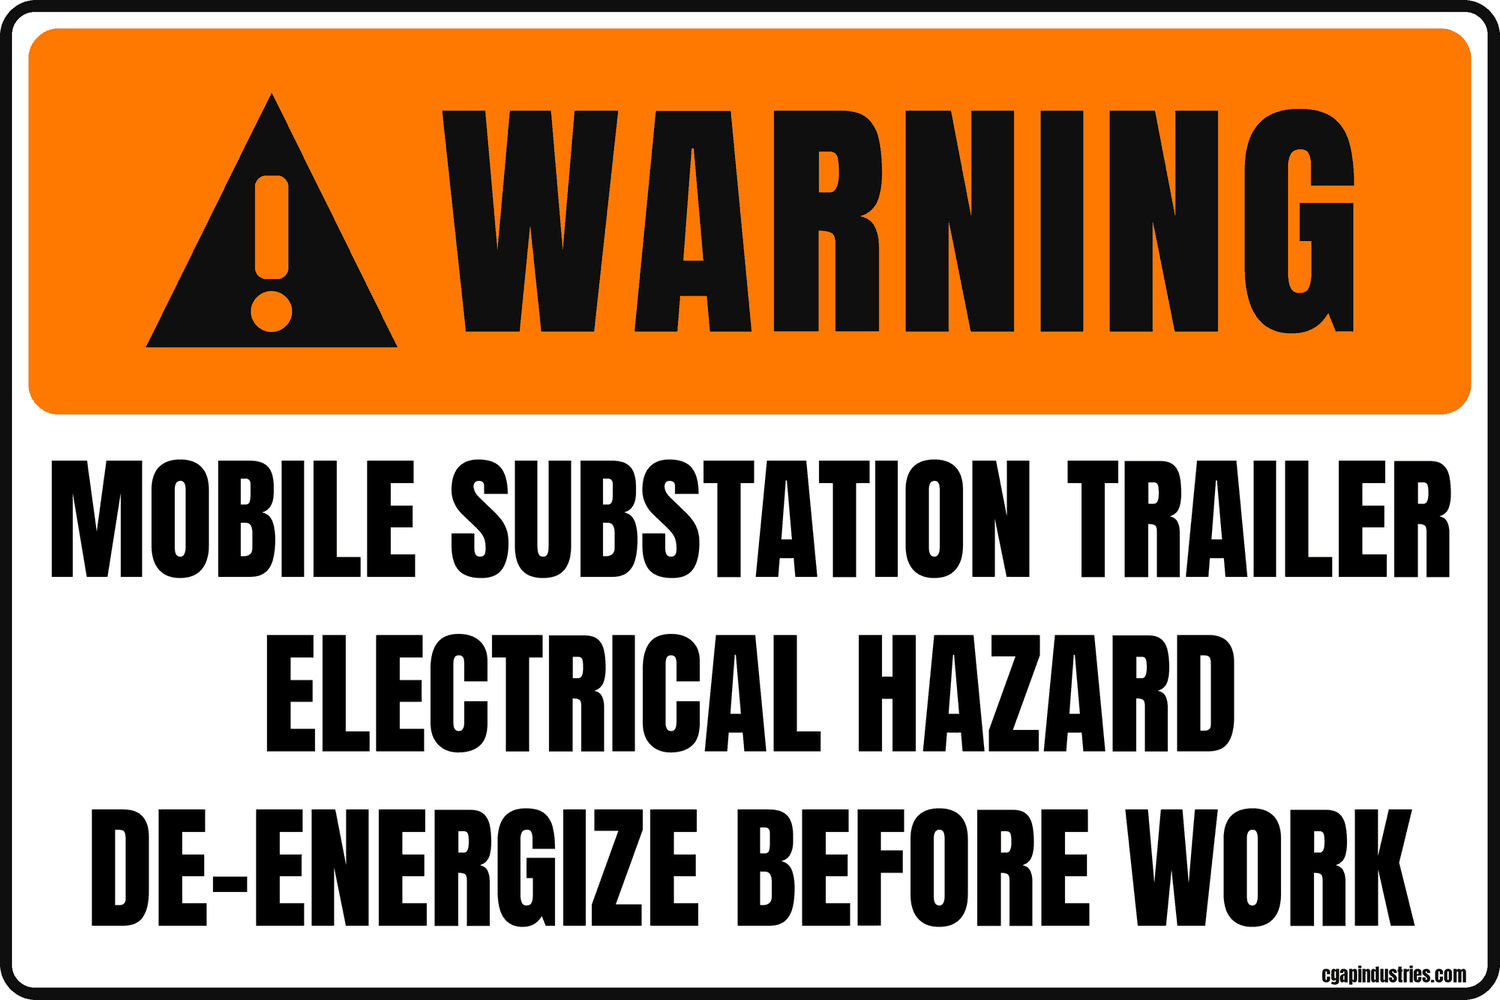 WARNING
MOBILE SUBSTATION TRAILER
ELECTRICAL HAZARD
DE-ENERGIZE BEFORE WORK
cgapindustries.com